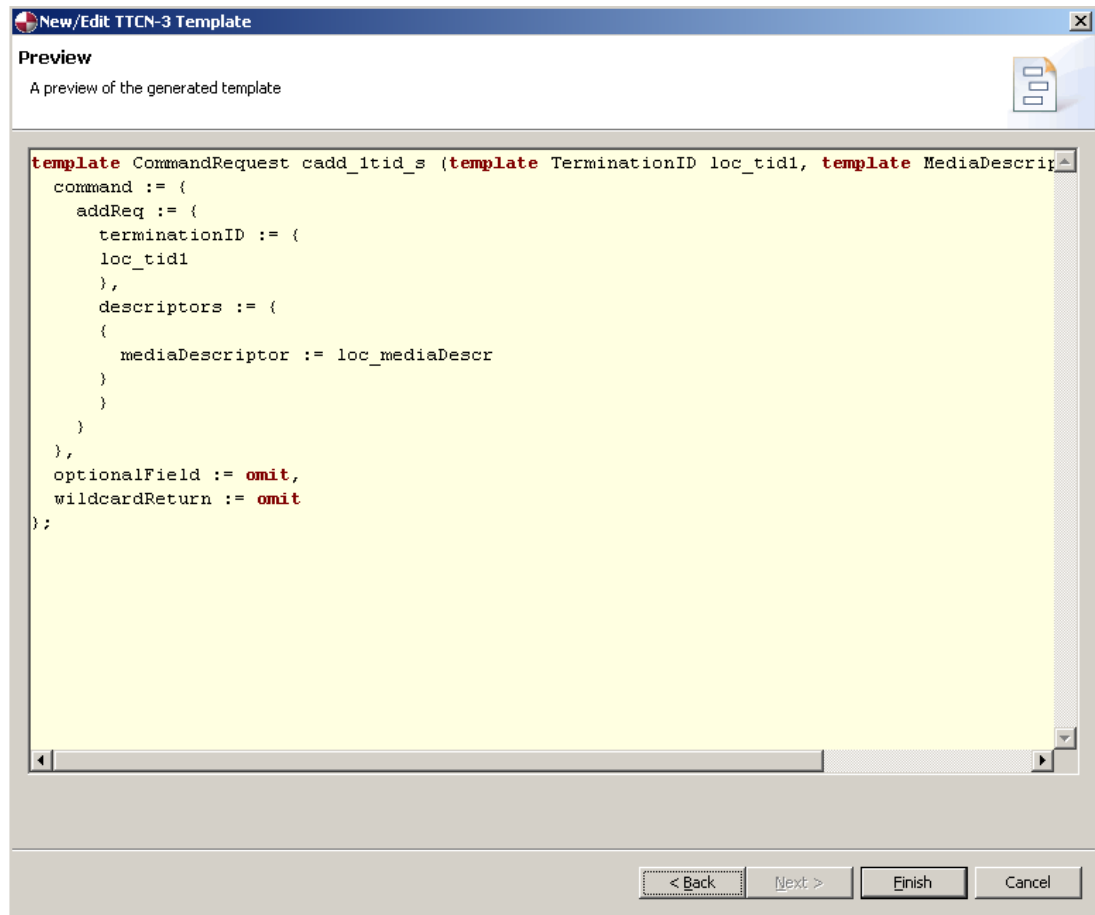 New/Edit TTCN-3 Template
Preview
A preview of the generated template
template CommandRequest cadd_1tid_s (template TerminationID loc_tid1, template MediaDescrip
command := {
addReq := {
terminationID := {
loc_tid1
},
descriptors := {
{
mediaDescriptor := loc_mediaDescr
}
}
}
},
optionalField := omit,
wildcardReturn := omit
};
< Back Next > Finish Cancel